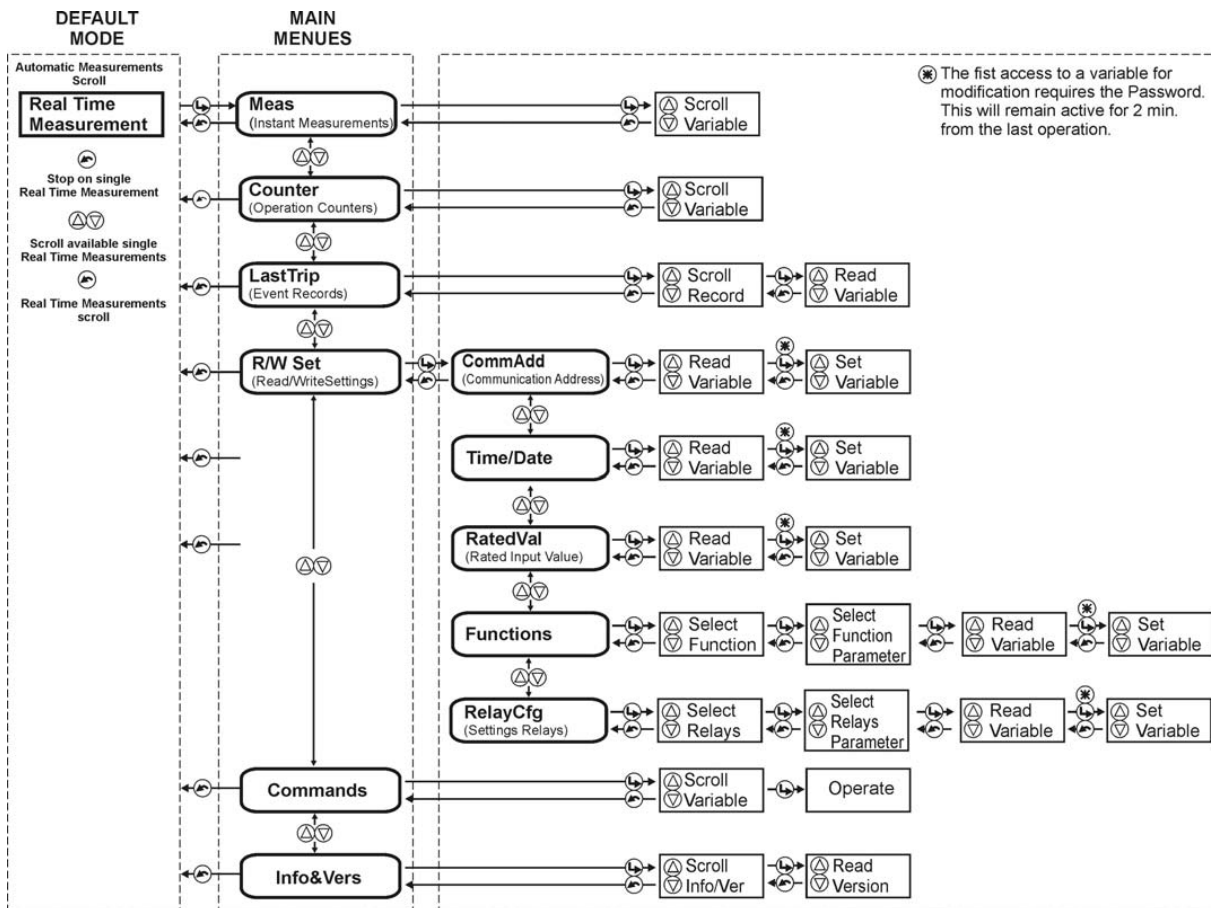 DEFAULT
MODE
MAIN
MENUES
Automatic Measurements
Scroll
Real Time
Measurement
Stop on single
Real Time Measurement
Scroll available single
Real Time Measurements
Real Time Measurements
scroll
Meas
(Instant Measurements)
Scroll
Variable
The fist access to a variable for
modification requires the Password.
This will remain active for 2 min.
from the last operation.
Counter
(Operation Counters)
Scroll
Variable
LastTrip
(Event Records)
Scroll
Record
Read
Variable
R/W Set
(Read/WriteSettings)
CommAdd
(Communication Address)
Read
Variable
Set
Variable
Time/Date
Read
Variable
Set
Variable
RatedVal
(Rated Input Value)
Read
Variable
Set
Variable
Functions
Select
Function
Select
Function
Parameter
Read
Variable
Set
Variable
RelayCfg
(Settings Relays)
Select
Relays
Select
Relays
Parameter
Read
Variable
Set
Variable
Commands
Scroll
Variable
Operate
Info&Vers
Scroll
Info/Ver
Read
Version